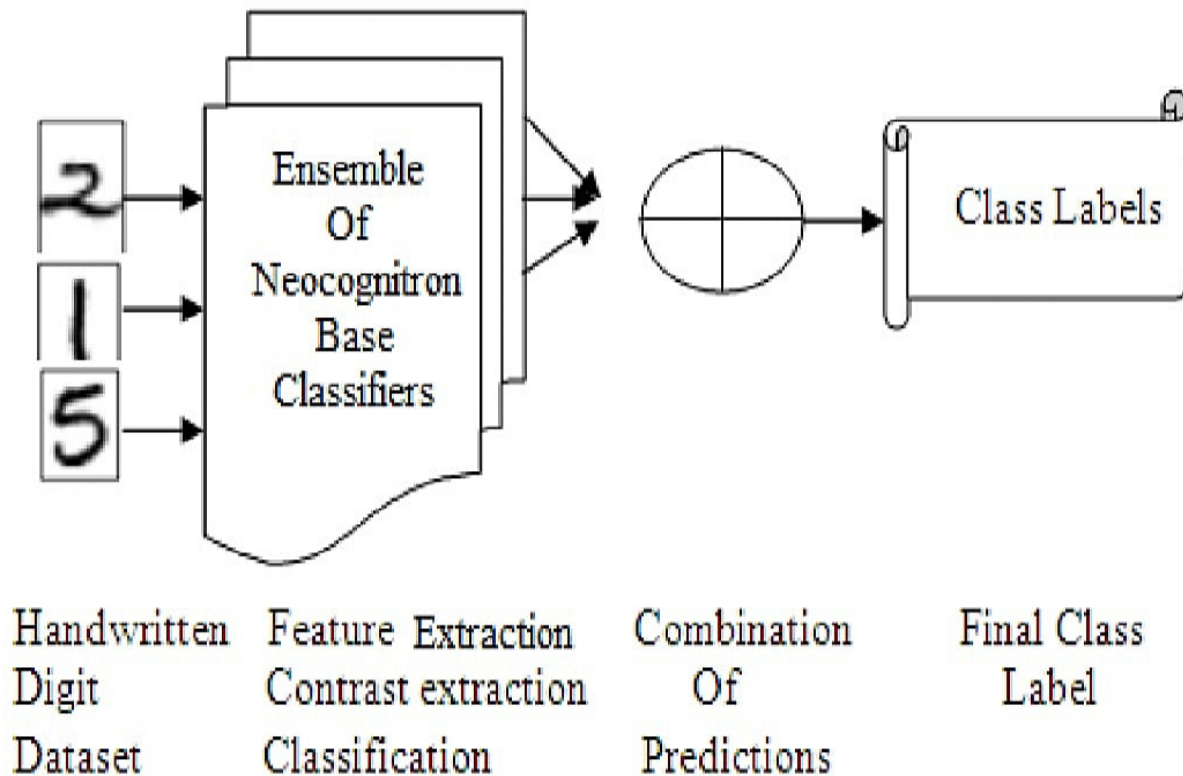 2
1
5
Ensemble
Of
Neocognitron
Base
Classifiers
Class Labels
Handwritten
Digit
Dataset
Feature Extraction
Contrast extraction
Classification
Combination
Of
Predictions
Final Class
Label